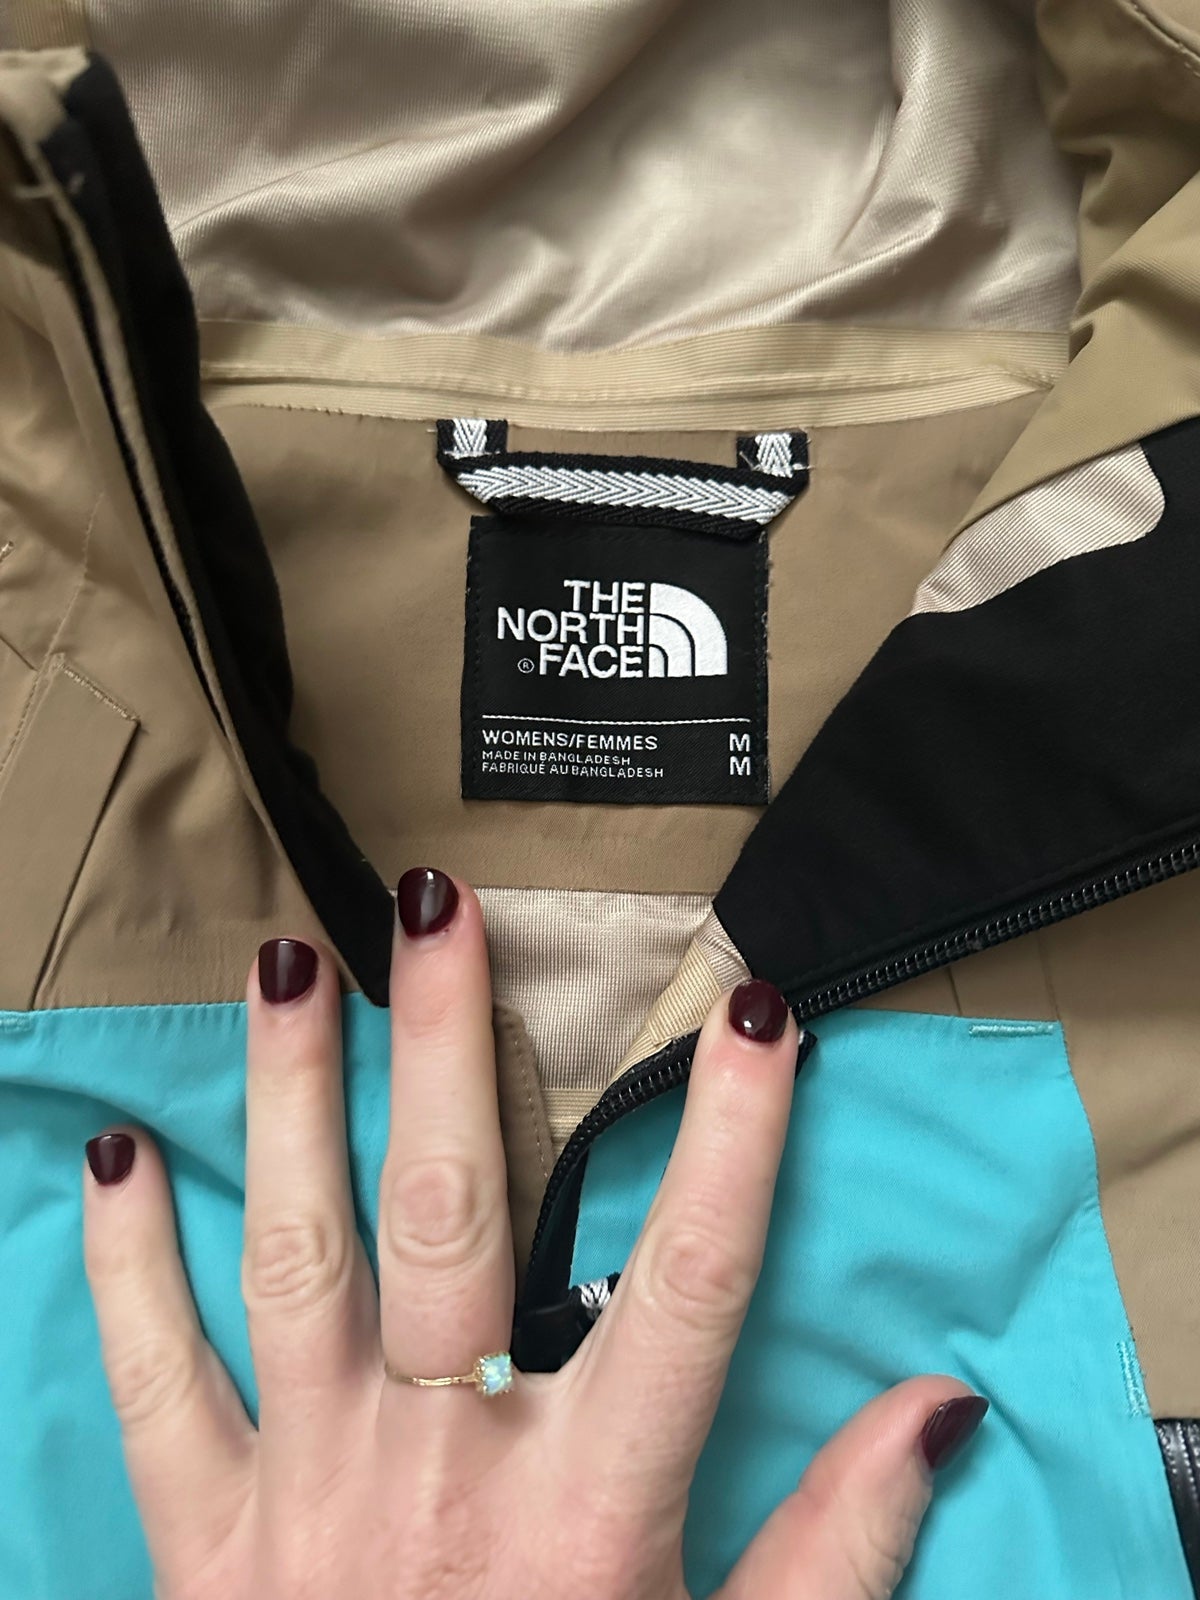 THE
NORTH
® FACE
WOMENS/FEMMES M
MADE IN BANGLADESH
FABRIQUÉ AU BANGLADESH M